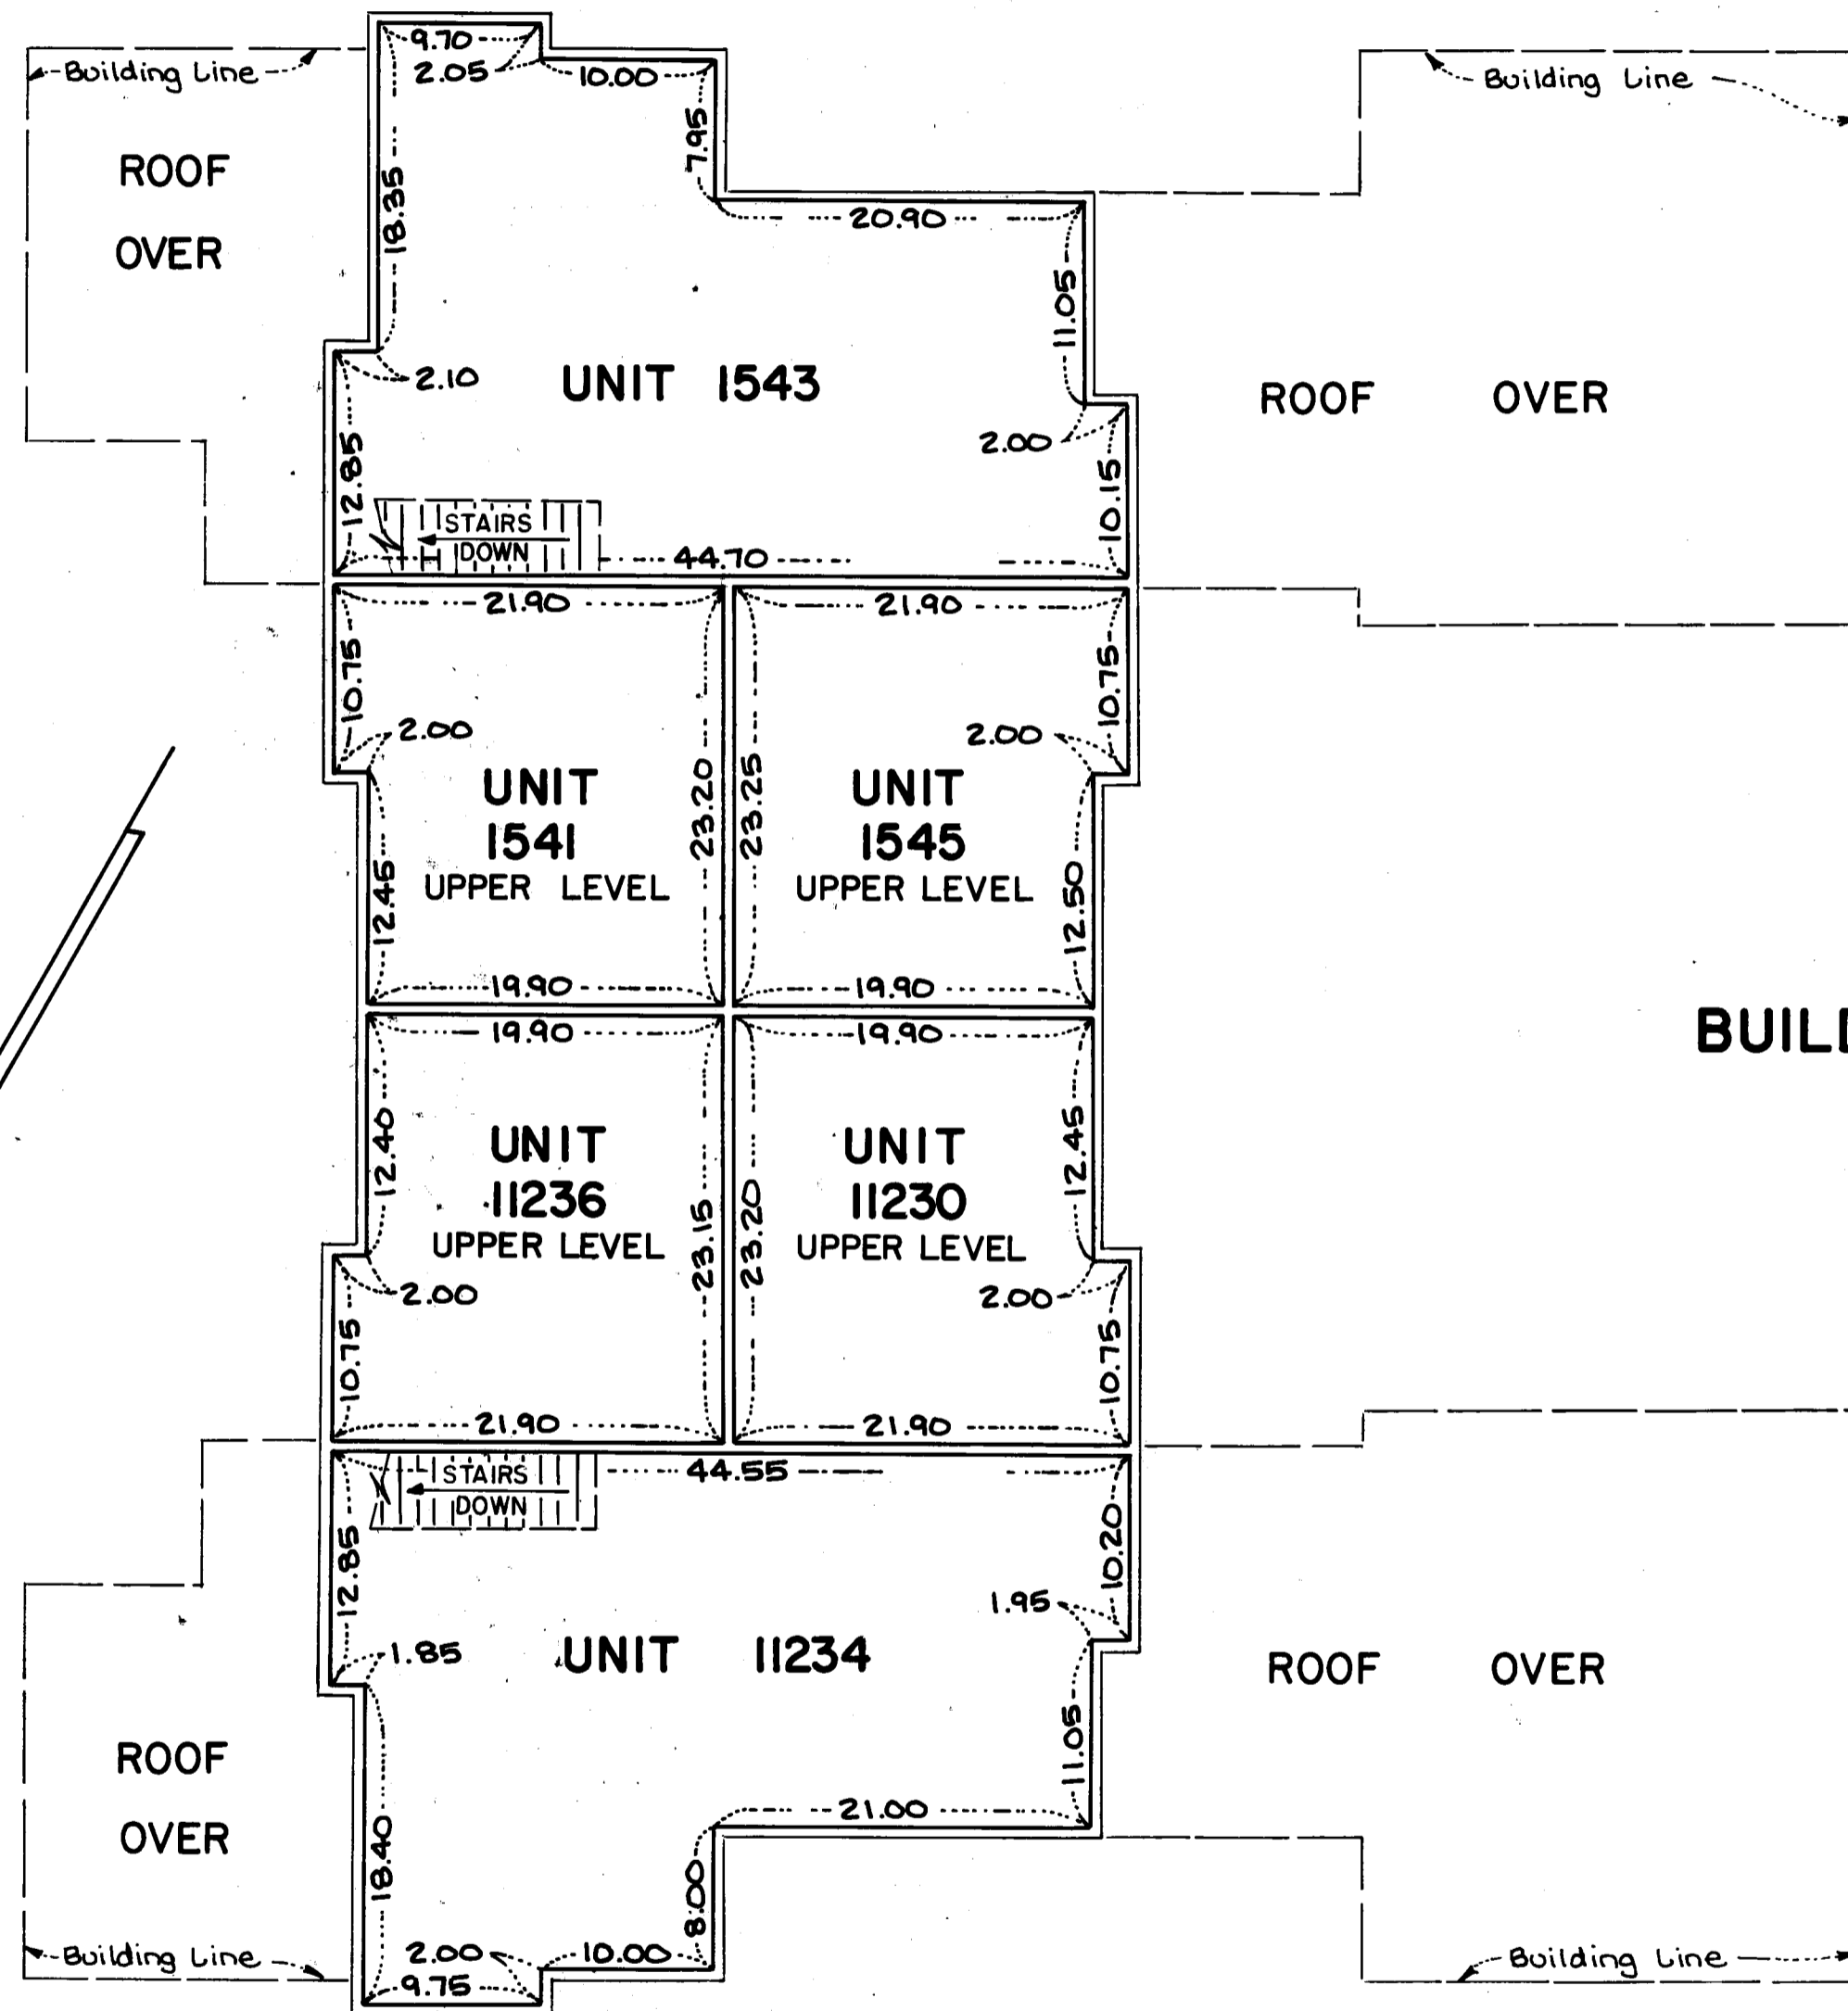 9.70
Building Line
2.05
10.00
Building Line
7.95
ROOF
OVER
18.35
20.90
11.05
2.10
UNIT 1543
ROOF OVER
2.00
12.85
10.15
STAIRS
DOWN
44.70
21.90
21.90
10.75
10.75
2.00
2.00
UNIT
1541
UPPER LEVEL
23.20
23.25
UNIT
1545
UPPER LEVEL
12.45
12.50
19.90
19.90
BUILD
19.90
19.90
12.40
12.45
UNIT
11236
UPPER LEVEL
23.15
23.20
UNIT
11230
UPPER LEVEL
2.00
2.00
10.75
10.75
21.90
21.90
STAIRS
DOWN
44.55
12.85
10.20
1.95
1.85
UNIT 11234
ROOF OVER
ROOF
OVER
11.05
21.00
18.40
8.00
Building Line
2.00
10.00
Building Line
9.75